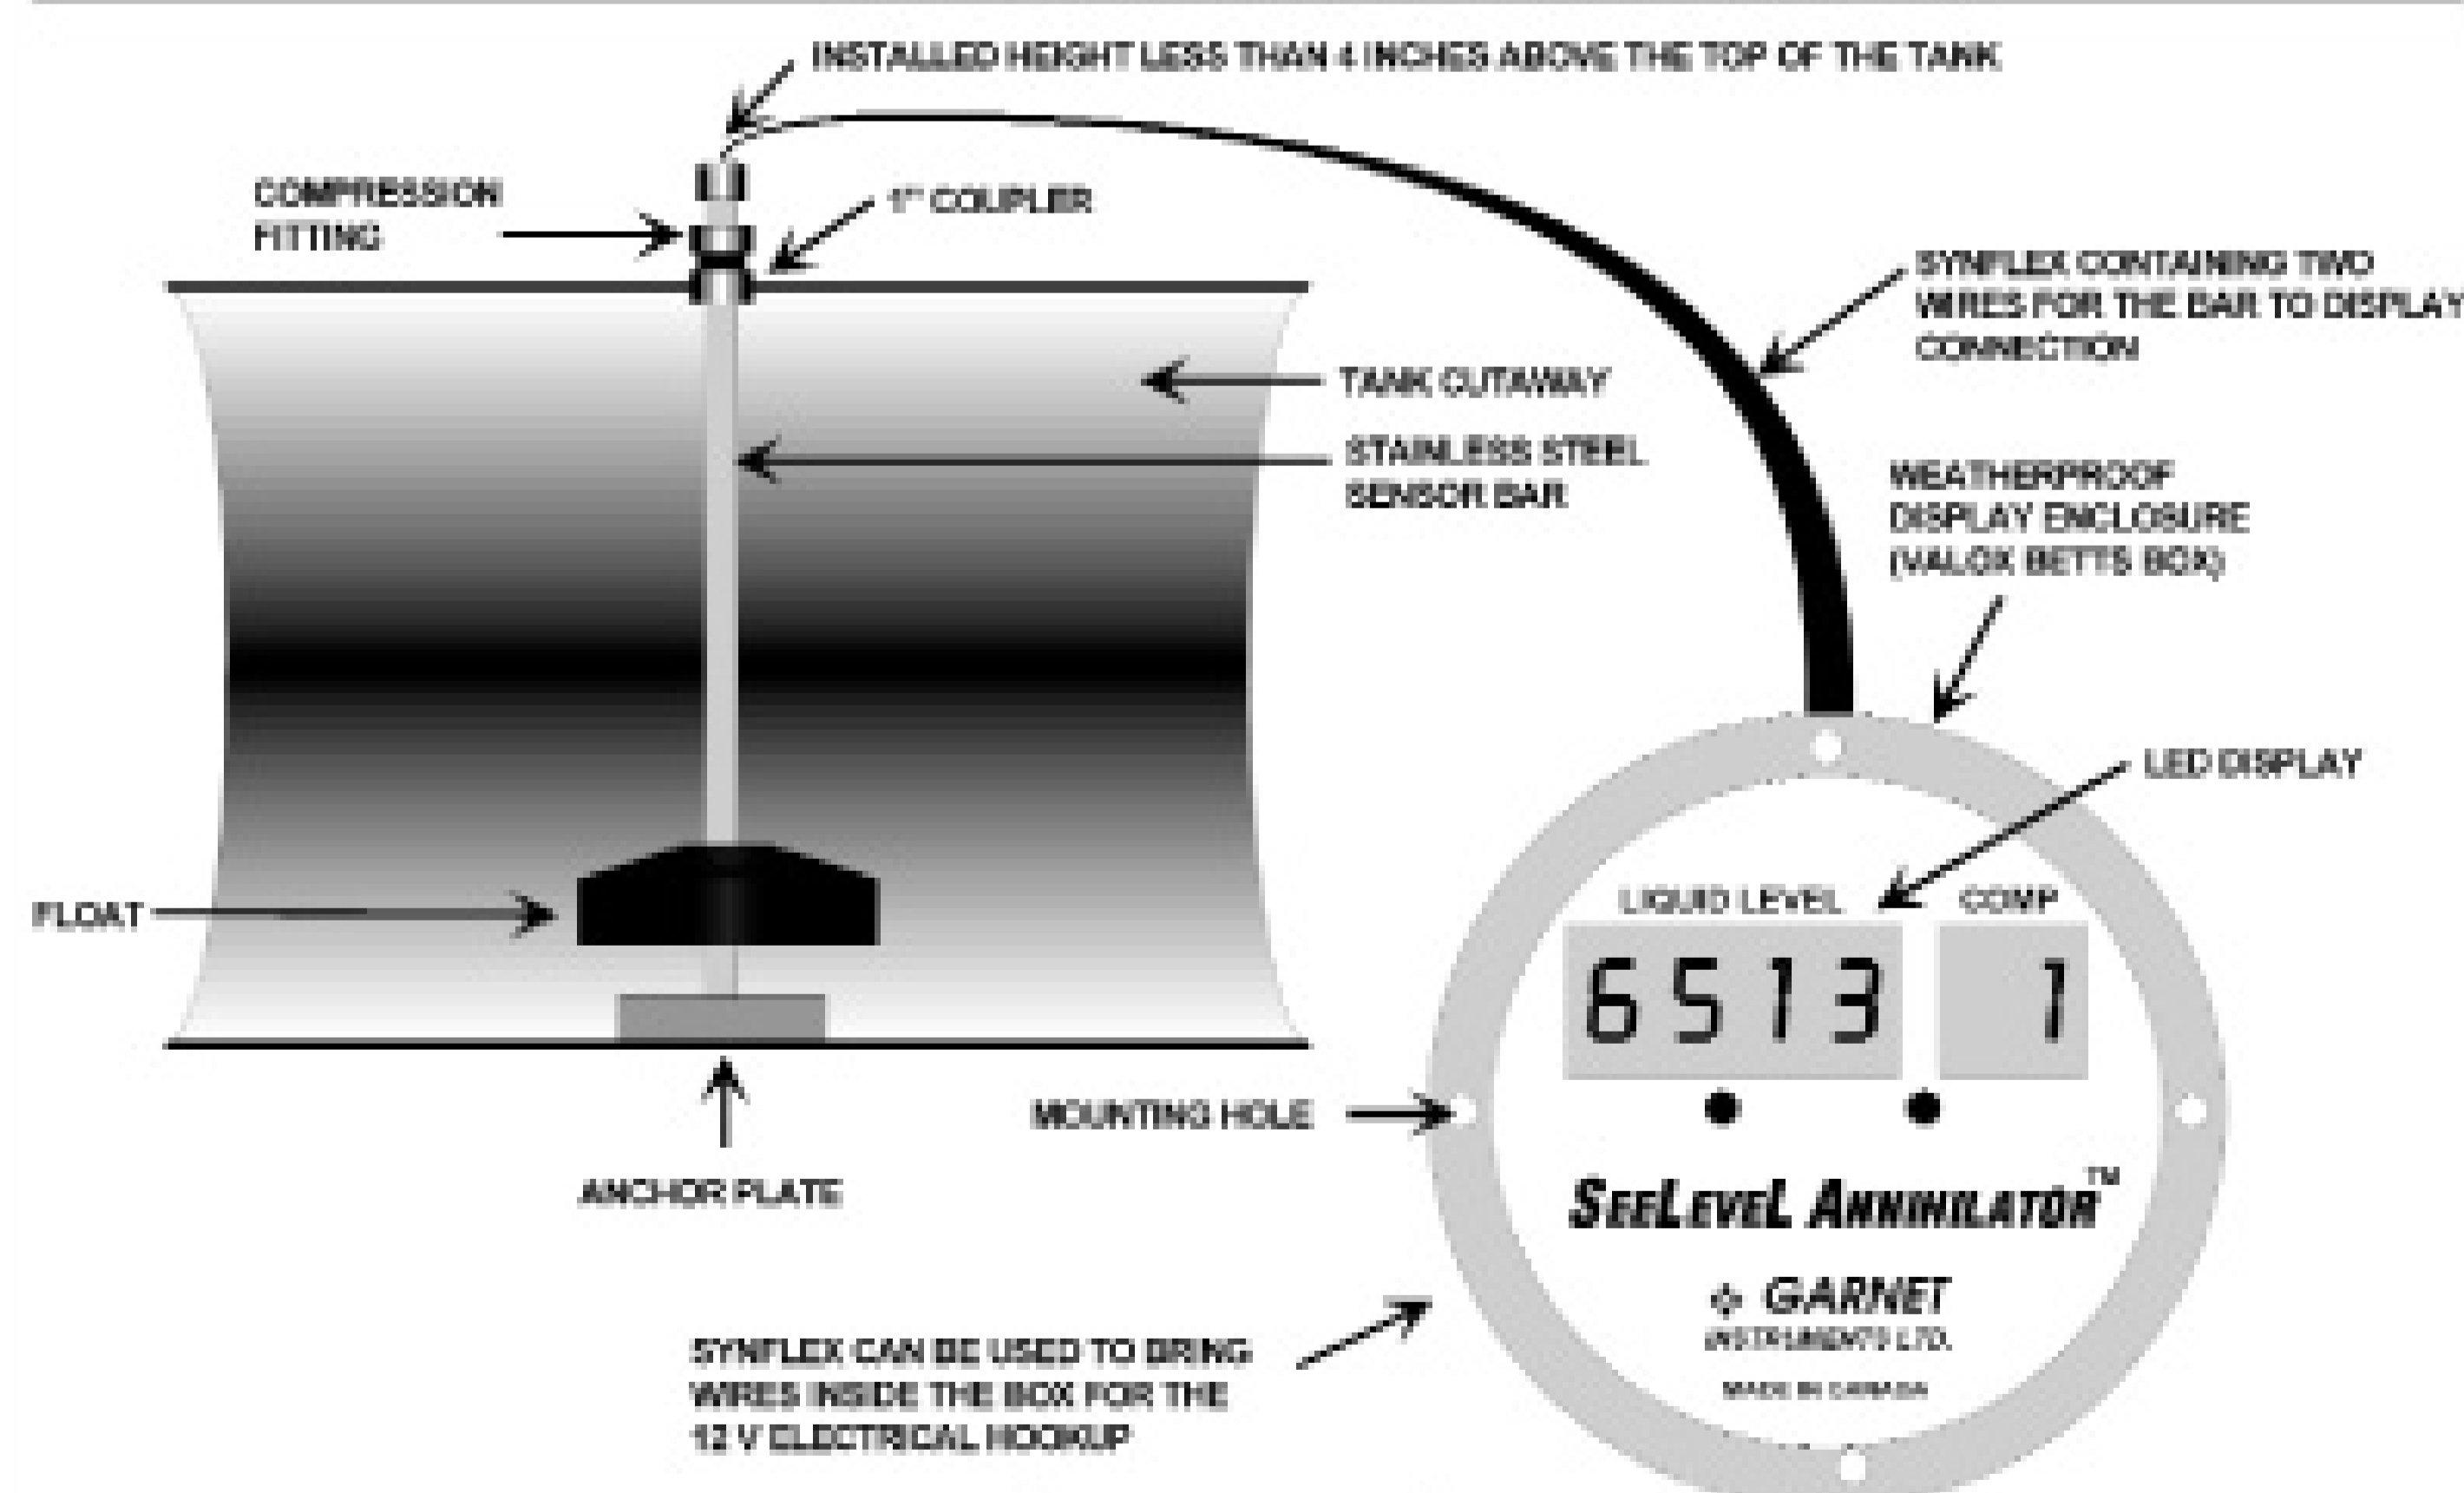 INSTALLED HEIGHT LESS THAN 4 INCHES ABOVE THE TOP OF THE TANK
COMPRESSION
FITTING
1" COUPLER
SYNFLEX CONTAINING TWO
WIRES FOR THE BAR TO DISPLAY
CONNECTION
TANK CUTAWAY
STAINLESS STEEL
SENSOR BAR
WEATHERPROOF
DISPLAY ENCLOSURE
(VALOX BETTS BOX)
LED DISPLAY
FLOAT
LIQUID LEVEL COMP
6513 1
MOUNTING HOLE
ANCHOR PLATE
SEELEVEL ANNIHILATOR™
GARNET
INSTRUMENTS LTD.
MADE IN CANADA
SYNFLEX CAN BE USED TO BRING
WIRES INSIDE THE BOX FOR THE
12 V ELECTRICAL HOOKUP